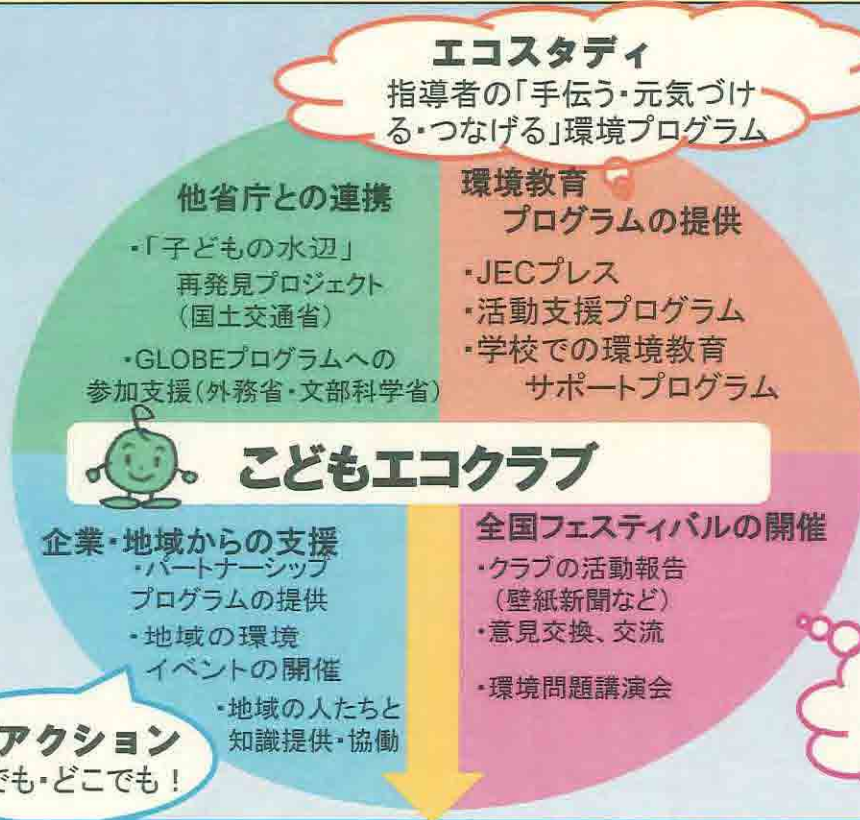 エコスタディ
指導者の「手伝う・元気づけ
る・つなげる」環境プログラム
他省庁との連携
・「子どもの水辺」
再発見プロジェクト
(国土交通省)
・GLOBEプログラムへの
参加支援(外務省・文部科学省)
環境教育
プログラムの提供
・JECプレス
・活動支援プログラム
・学校での環境教育
サポートプログラム
こどもエコクラブ
企業・地域からの支援
・パートナーシップ
プログラムの提供
・地域の環境
イベントの開催
・地域の人たちと
知識提供・協働
全国フェスティバルの開催
・クラブの活動報告
(壁紙新聞など)
・意見交換、交流
・環境問題講演会
アクション
でも・どこでも!